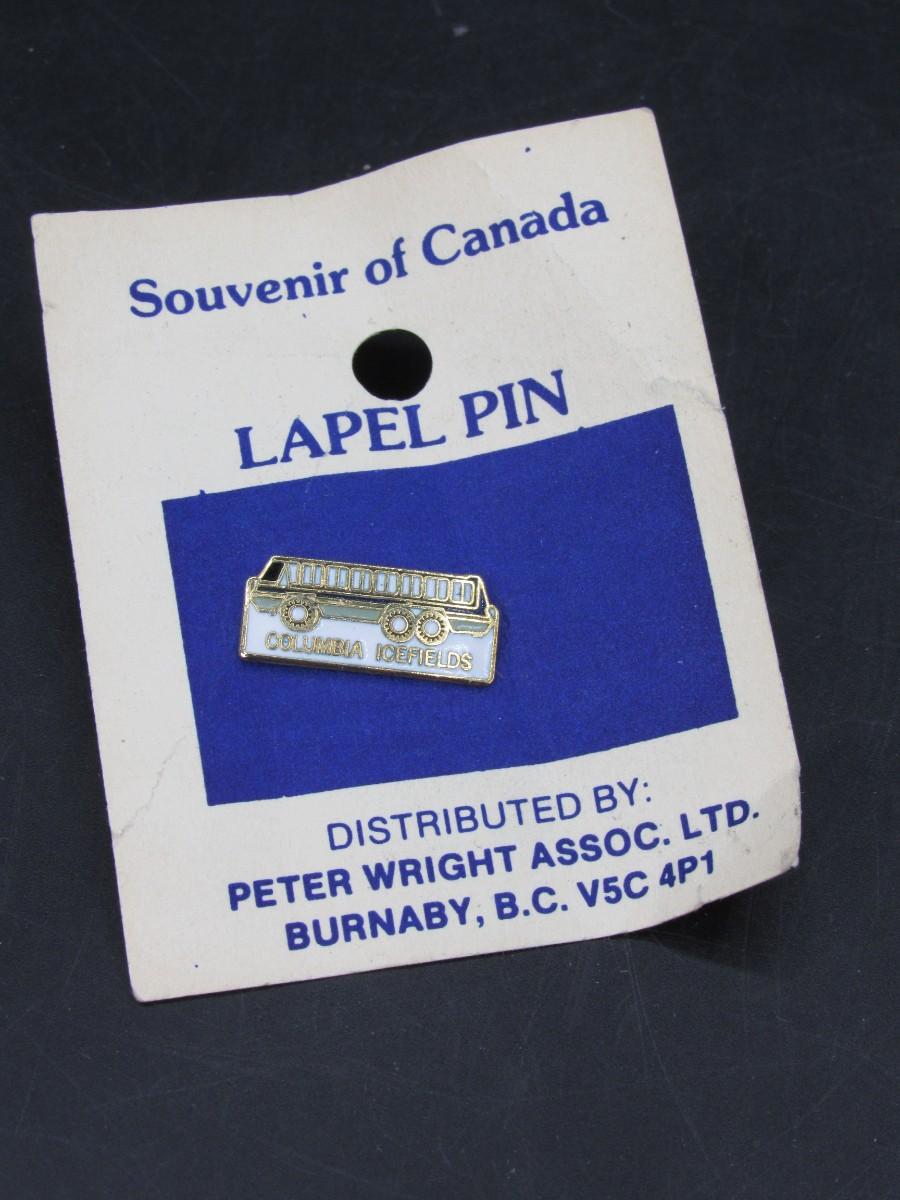 Souvenir of Canada
LAPEL PIN
COLUMBIA ICEFIELDS
DISTRIBUTED BY:
PETER WRIGHT ASSOC. LTD.
BURNABY, B.C. V5C 4P1